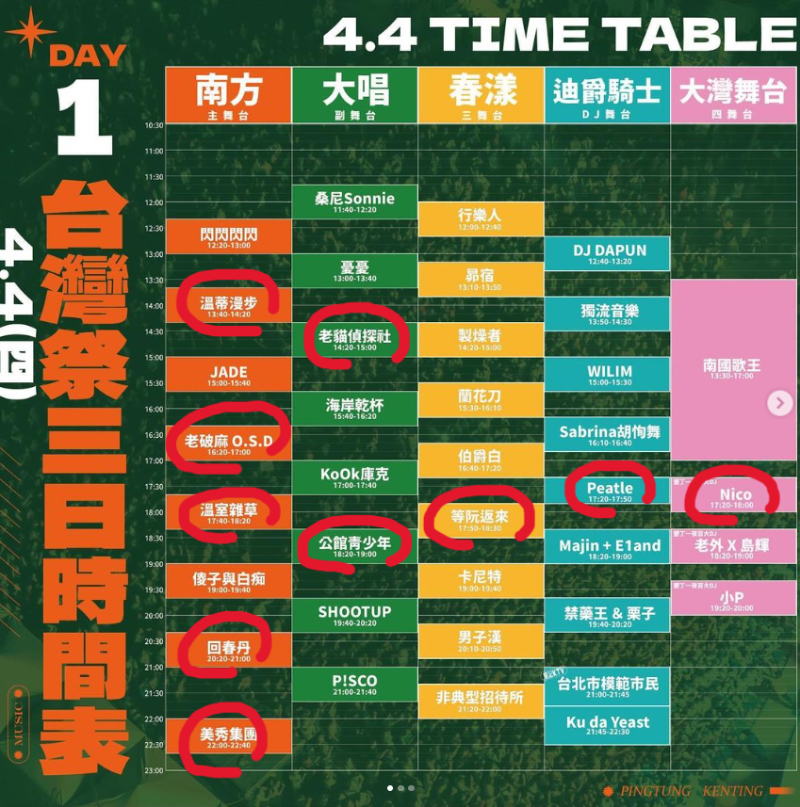 4.4 TIME TABLE
DAY
1
台灣祭三日時間表
4.4(四)
MUSIC
南方
主舞台
大唱
副舞台
春漾
三舞台
迪爵騎士
DJ舞台
大灣舞台
四舞台
10:30
11:00
11:30
12:00
12:30
13:00
13:30
14:00
14:30
15:00
15:30
16:00
16:30
17:00
17:30
18:00
18:30
19:00
19:30
20:00
20:30
21:00
21:30
22:00
22:30
23:00
閃閃閃閃
12:20-13:00
溫蒂漫步
13:40-14:20
JADE
15:00-15:40
老破麻 O.S.D
16:20-17:00
溫室雜草
17:40-18:20
傻子與白痴
19:00-19:40
回春丹
20:20-21:00
美秀集團
22:00-22:40
桑尼Sonnie
11:40-12:20
憂憂
13:00-13:40
老貓偵探社
14:20-15:00
海岸乾杯
15:40-16:20
KoOk庫克
17:00-17:40
公館青少年
18:20-19:00
SHOOTUP
19:40-20:20
P!SCO
21:00-21:40
行樂人
12:00-12:40
昴宿
13:10-13:50
製燥者
14:20-15:00
蘭花刀
15:30-16:10
伯爵白
16:40-17:20
等阮返來
17:50-18:30
卡尼特
19:00-19:40
男子漢
20:10-20:50
非典型招待所
21:20-22:00
DJ DAPUN
12:40-13:20
獨流音樂
13:50-14:30
WILIM
15:00-15:30
Sabrina胡恂舞
16:10-16:40
Peatle
17:20-17:50
Majin + E1and
18:20-19:00
禁藥王 & 栗子
19:40-20:20
台北市模範市民
21:00-21:45
Ku da Yeast
21:45-22:30
南國歌王
13:30-17:00
Nico
17:20-18:00
老外 X 島輝
18:20-19:00
小P
19:20-20:00
PINGTUNG KENTING